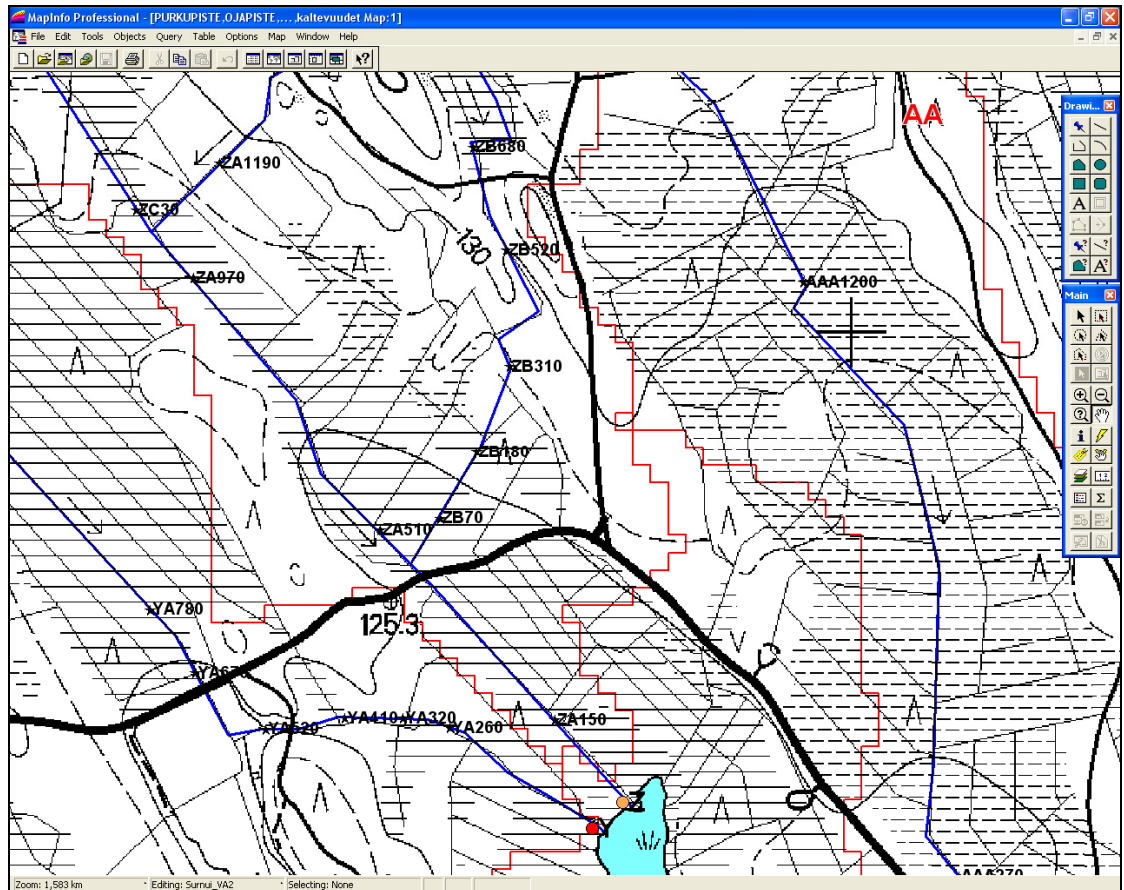 MapInfo Professional - [PURKUPISTE,OJAPISTE,... ,kaltevuudet Map:1]
File Edit Tools Objects Query Table Options Map Window Help
Drawi...
AA
ZB680
ZA1190
ZC30
130
ZB520
ZA970
AAA1200
Main
ZB310
ZB180
ZB70
ZA510
YA780
125.3
YA520
YA410
YA320
YA260
ZA150
Z
Y
Zoom: 1,583 km
Editing: Surnui_VA2
Selecting: None